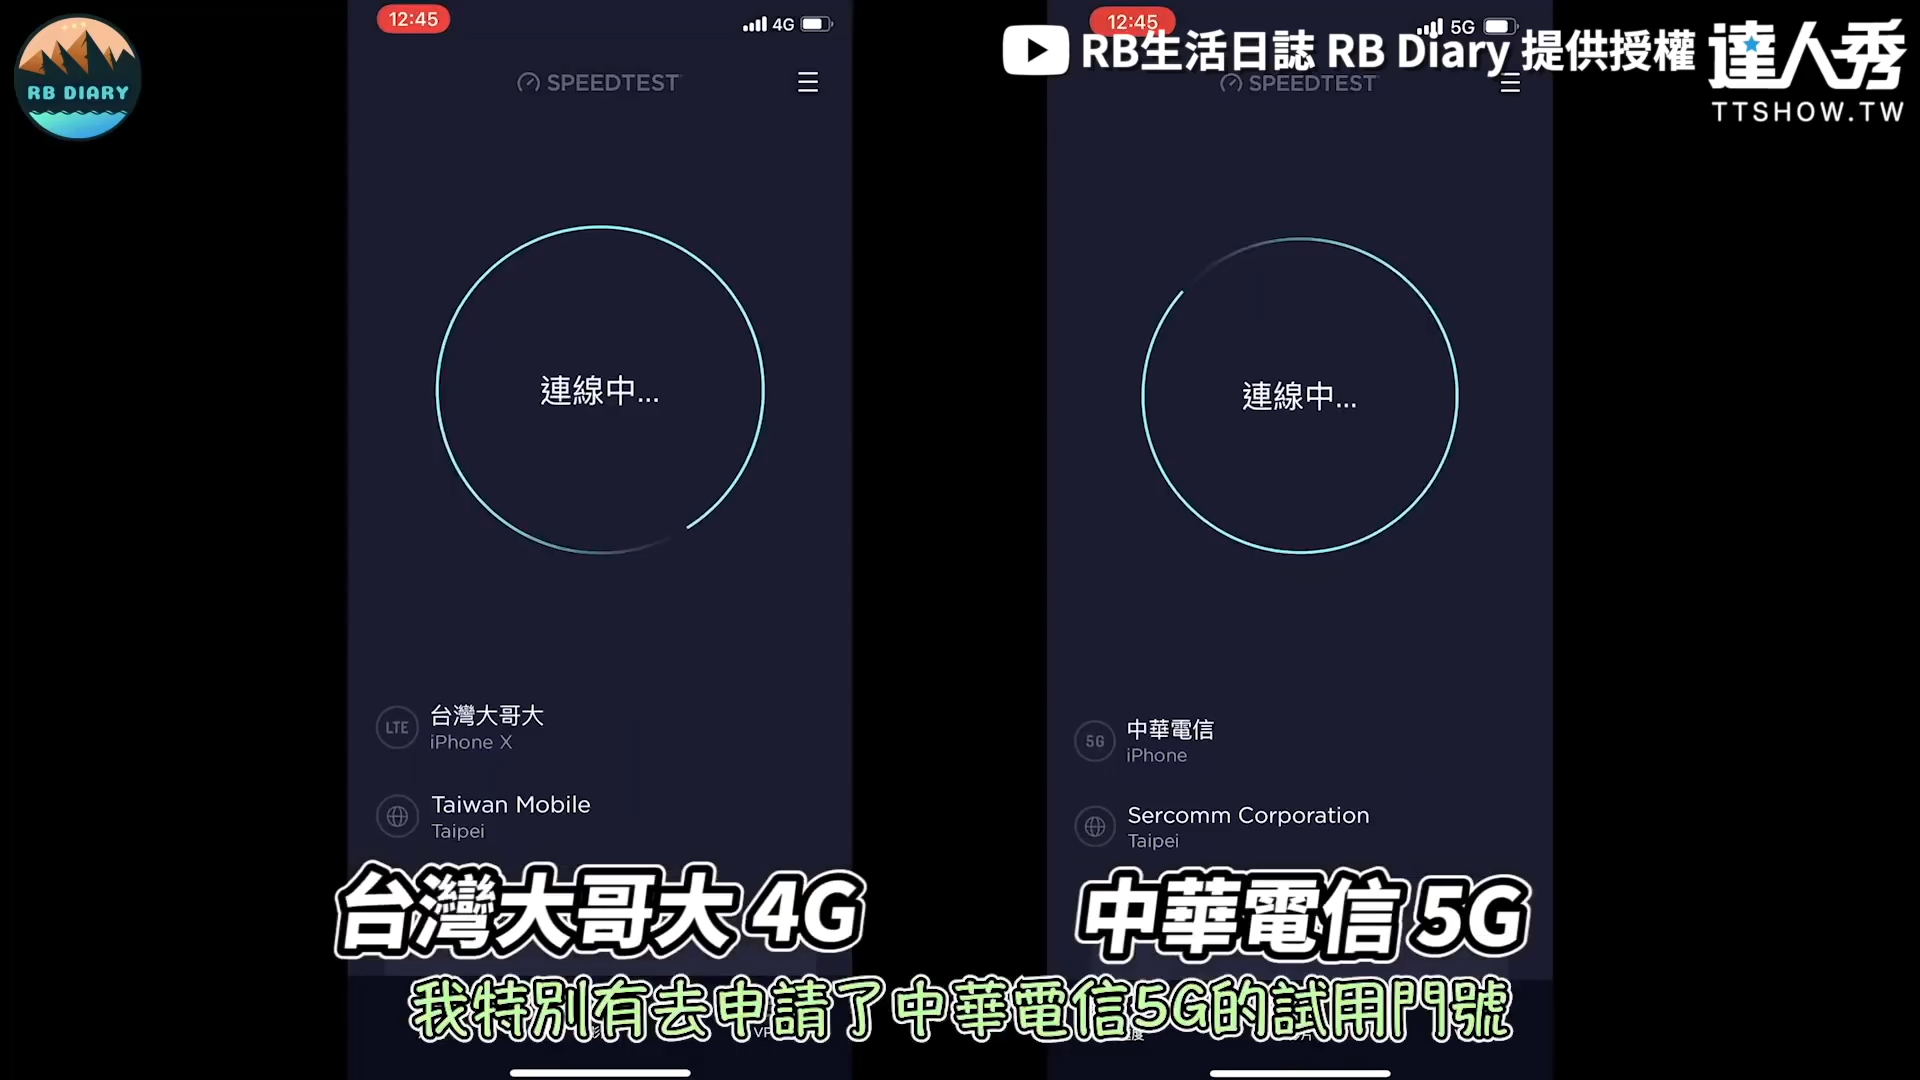 RB DIARY
RB生活日誌 RB Diary 提供授權
達人秀
TTSHOW.TW
12:45
4G
SPEEDTEST
連線中...
LTE
台灣大哥大
iPhone X
Taiwan Mobile
Taipei
台灣大哥大 4G
12:45
5G
SPEEDTEST
連線中...
5G
中華電信
iPhone
Sercomm Corporation
Taipei
中華電信 5G
我特別有去申請了中華電信5G的試用門號